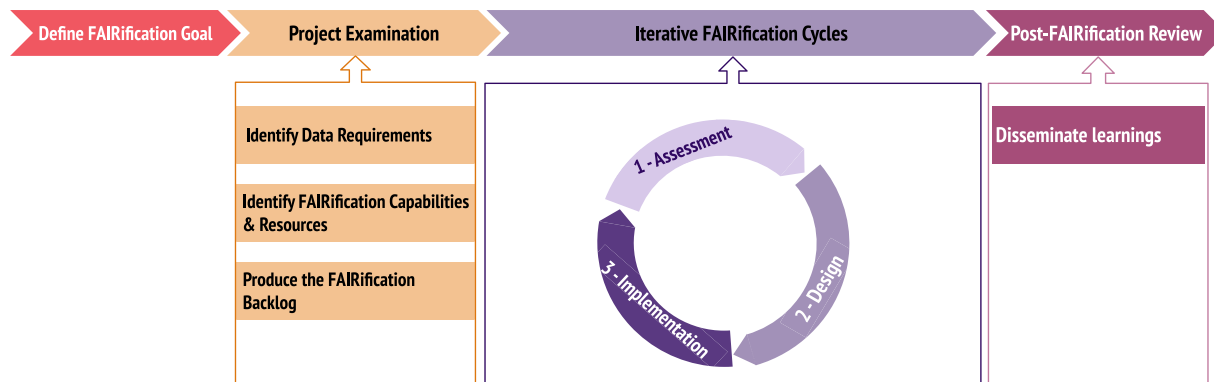 Define FAIRification Goal
Project Examination
Iterative FAIRification Cycles
Post-FAIRification Review
Identify Data Requirements
Identify FAIRification Capabilities
& Resources
Produce the FAIRification
Backlog
1 - Assessment
2 - Design
3 - Implementation
Disseminate learnings